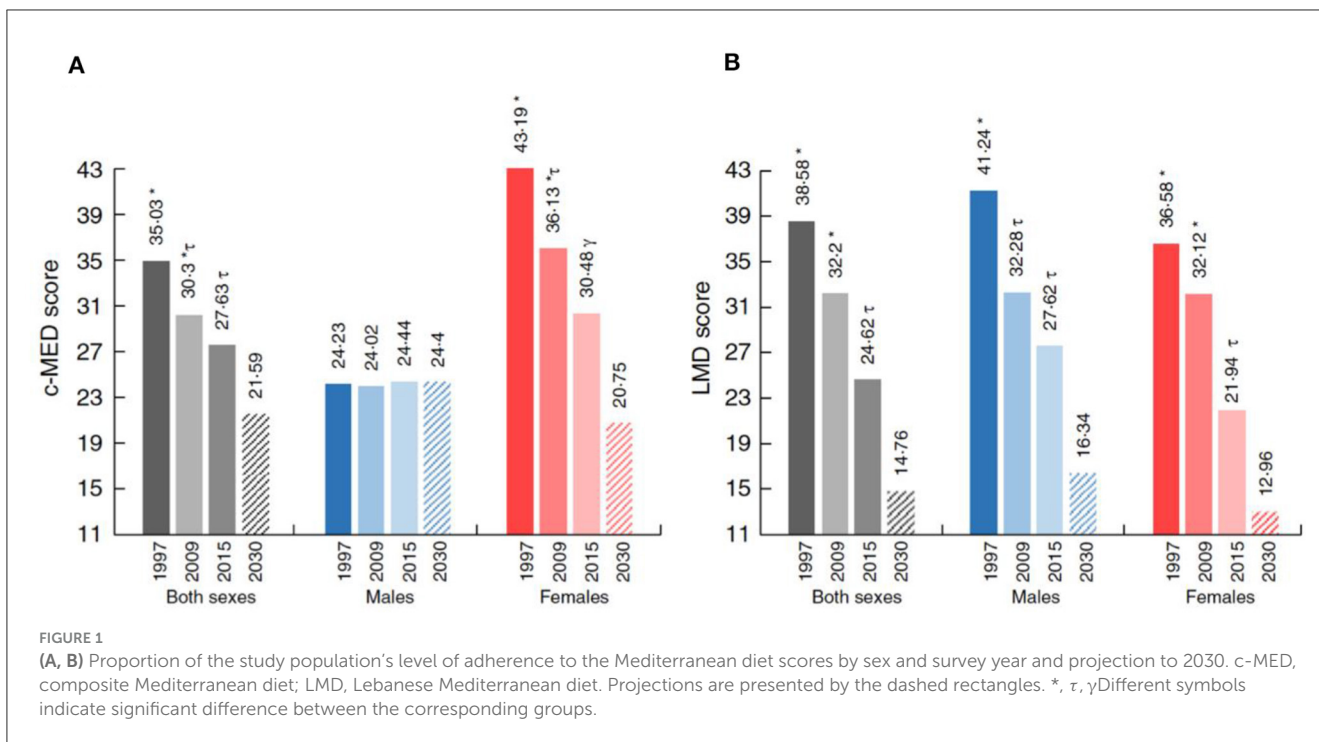 A
c-MED score
43
39
35
31
27
23
19
15
11
35·03 *
30·3 *τ
27·63 τ
21·59
24·23
24·02
24·44
24·4
43·19 *
36·13 *τ
30·48 γ
20·75
1997 2009 2015 2030 1997 2009 2015 2030 1997 2009 2015 2030
Both sexes Males Females
B
LMD score
43
39
35
31
27
23
19
15
11
38·58 *
32·2 *
24·62 τ
14·76
41·24 *
32·28 τ
27·62 τ
16·34
36·58 *
32·12 *
21·94 τ
12·96
1997 2009 2015 2030 1997 2009 2015 2030 1997 2009 2015 2030
Both sexes Males Females
FIGURE 1
(A, B) Proportion of the study population's level of adherence to the Mediterranean diet scores by sex and survey year and projection to 2030. c-MED,
composite Mediterranean diet; LMD, Lebanese Mediterranean diet. Projections are presented by the dashed rectangles. *, τ, γDifferent symbols
indicate significant difference between the corresponding groups.